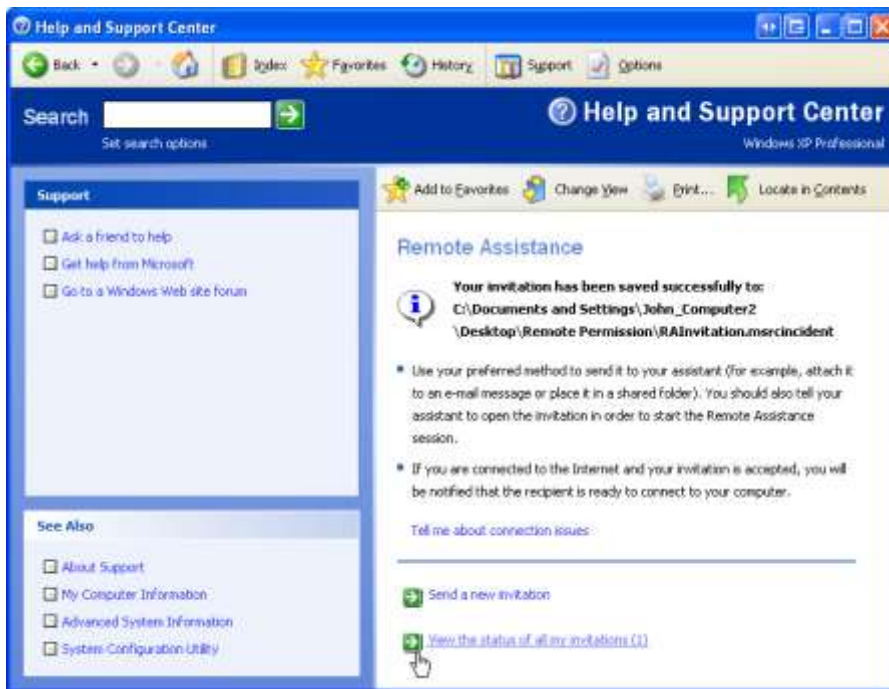 Help and Support Center
Back
Index
Favorites
History
Support
Options
Search
Set search options
Help and Support Center
Windows XP Professional
Support
Ask a friend to help
Get help from Microsoft
Go to a Windows Web site forum
See Also
About Support
My Computer Information
Advanced System Information
System Configuration Utility
Add to Favorites
Change View
Print...
Locate in Contents
Remote Assistance
Your invitation has been saved successfully to:
C:\Documents and Settings\John_Computer2
\Desktop\Remote Permission\RAInvitation.msrcincident
Use your preferred method to send it to your assistant (for example, attach it
to an e-mail message or place it in a shared folder). You should also tell your
assistant to open the invitation in order to start the Remote Assistance
session.
If you are connected to the Internet and your invitation is accepted, you will
be notified that the recipient is ready to connect to your computer.
Tell me about connection issues
Send a new invitation
View the status of all my invitations (1)